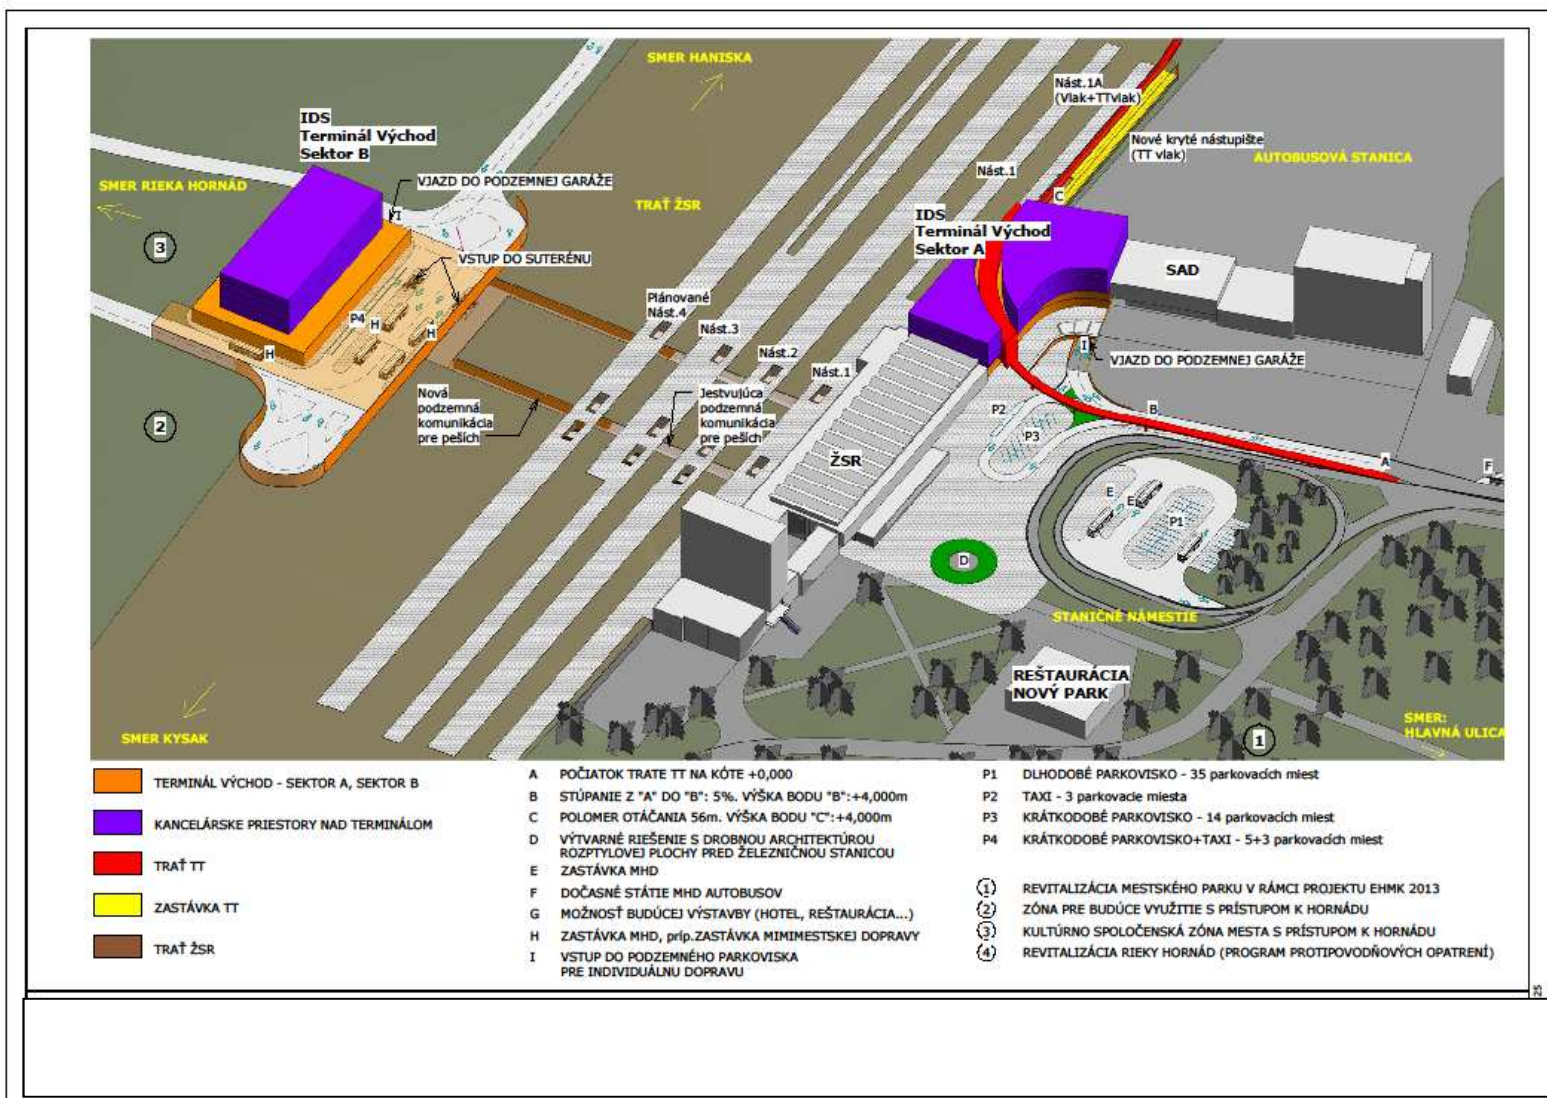 SMER HANISKA
Nást.1A
(Vlak+TTvlak)
IDS
Terminál Východ
Sektor B
Nové kryté nástupište
(TT vlak)
AUTOBUSOVÁ STANICA
Nást.1
VJAZD DO PODZEMNEJ GARÁŽE
SMER RIEKA HORNÁD
C
TRAŤ ŽSR
IDS
Terminál Východ
Sektor A
I
3
VSTUP DO SUTERÉNU
SAD
Plánované
Nást.4
P4
H
H
Nást.3
H
Nást.2
I
VJAZD DO PODZEMNEJ GARÁŽE
Nást.1
Nová
podzemná
komunikácia
pre peších
Jestvujúca
podzemná
komunikácia
pre peších
P2
B
2
P3
ŽSR
A
F
E
E
P1
D
STANIČNÉ NÁMESTIE
REŠTAURÁCIA
NOVÝ PARK
SMER KYSAK
1
SMER:
HLAVNÁ ULICA
TERMINÁL VÝCHOD - SEKTOR A, SEKTOR B
KANCELÁRSKE PRIESTORY NAD TERMINÁLOM
TRAŤ TT
ZASTÁVKA TT
TRAŤ ŽSR
A POČIATOK TRATE TT NA KÓTE +0,000
B STÚPANIE Z "A" DO "B": 5%. VÝŠKA BODU "B":+4,000m
C POLOMER OTÁČANIA 56m. VÝŠKA BODU "C":+4,000m
D VÝTVARNÉ RIEŠENIE S DROBNOU ARCHITEKTÚROU
ROZPTYLOVEJ PLOCHY PRED ŽELEZNIČNOU STANICOU
E ZASTÁVKA MHD
F DOČASNÉ STÁTIE MHD AUTOBUSOV
G MOŽNOSŤ BUDÚCEJ VÝSTAVBY (HOTEL, REŠTAURÁCIA...)
H ZASTÁVKA MHD, príp.ZASTÁVKA MIMIMESTSKEJ DOPRAVY
I VSTUP DO PODZEMNÉHO PARKOVISKA
PRE INDIVIDUÁLNU DOPRAVU
P1 DLHODOBÉ PARKOVISKO - 35 parkovacích miest
P2 TAXI - 3 parkovacie miesta
P3 KRÁTKODOBÉ PARKOVISKO - 14 parkovacích miest
P4 KRÁTKODOBÉ PARKOVISKO+TAXI - 5+3 parkovacích miest
1 REVITALIZÁCIA MESTSKÉHO PARKU V RÁMCI PROJEKTU EHMK 2013
2 ZÓNA PRE BUDÚCE VYUŽITIE S PRÍSTUPOM K HORNÁDU
3 KULTÚRNO SPOLOČENSKÁ ZÓNA MESTA S PRÍSTUPOM K HORNÁDU
4 REVITALIZÁCIA RIEKY HORNÁD (PROGRAM PROTIPOVODŇOVÝCH OPATRENÍ)
25